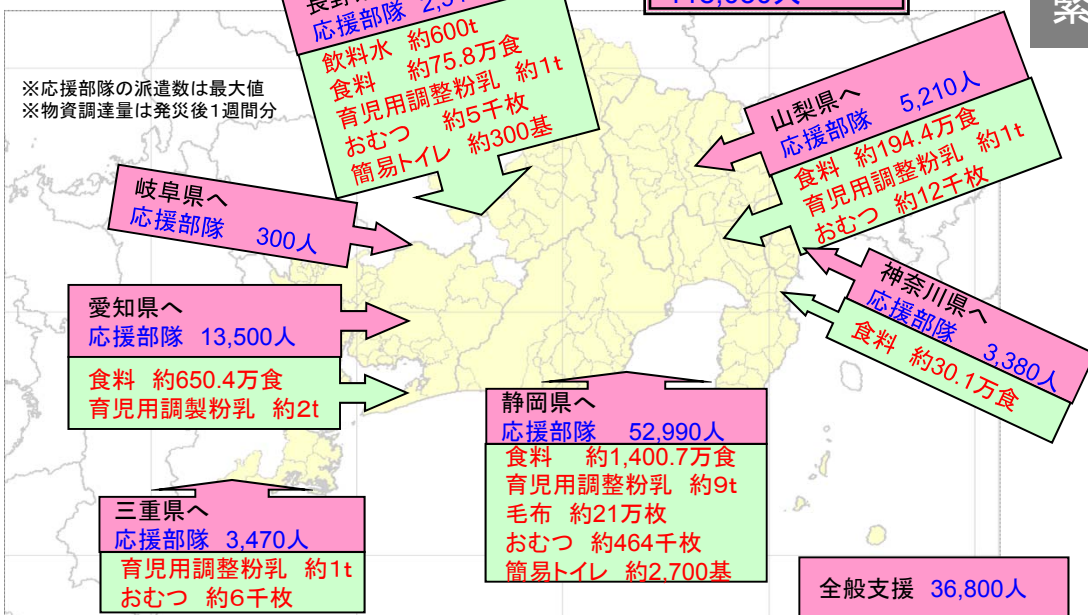 緊
※応援部隊の派遣数は最大値
※物資調達量は発災後1週間分
応援部隊
飲料水 約600t
食料 約75.8万食
育児用調整粉乳 約1t
おむつ 約5千枚
簡易トイレ 約300基
山梨県へ
応援部隊 5,210人
食料 約194.4万食
育児用調整粉乳 約1t
おむつ 約12千枚
岐阜県へ
応援部隊 300人
神奈川県へ
応援部隊 3,380人
食料 約30.1万食
愛知県へ
応援部隊 13,500人
食料 約650.4万食
育児用調製粉乳 約2t
静岡県へ
応援部隊 52,990人
食料 約1,400.7万食
育児用調整粉乳 約9t
毛布 約21万枚
おむつ 約464千枚
簡易トイレ 約2,700基
三重県へ
応援部隊 3,470人
育児用調整粉乳 約1t
おむつ 約6千枚
全般支援 36,800人